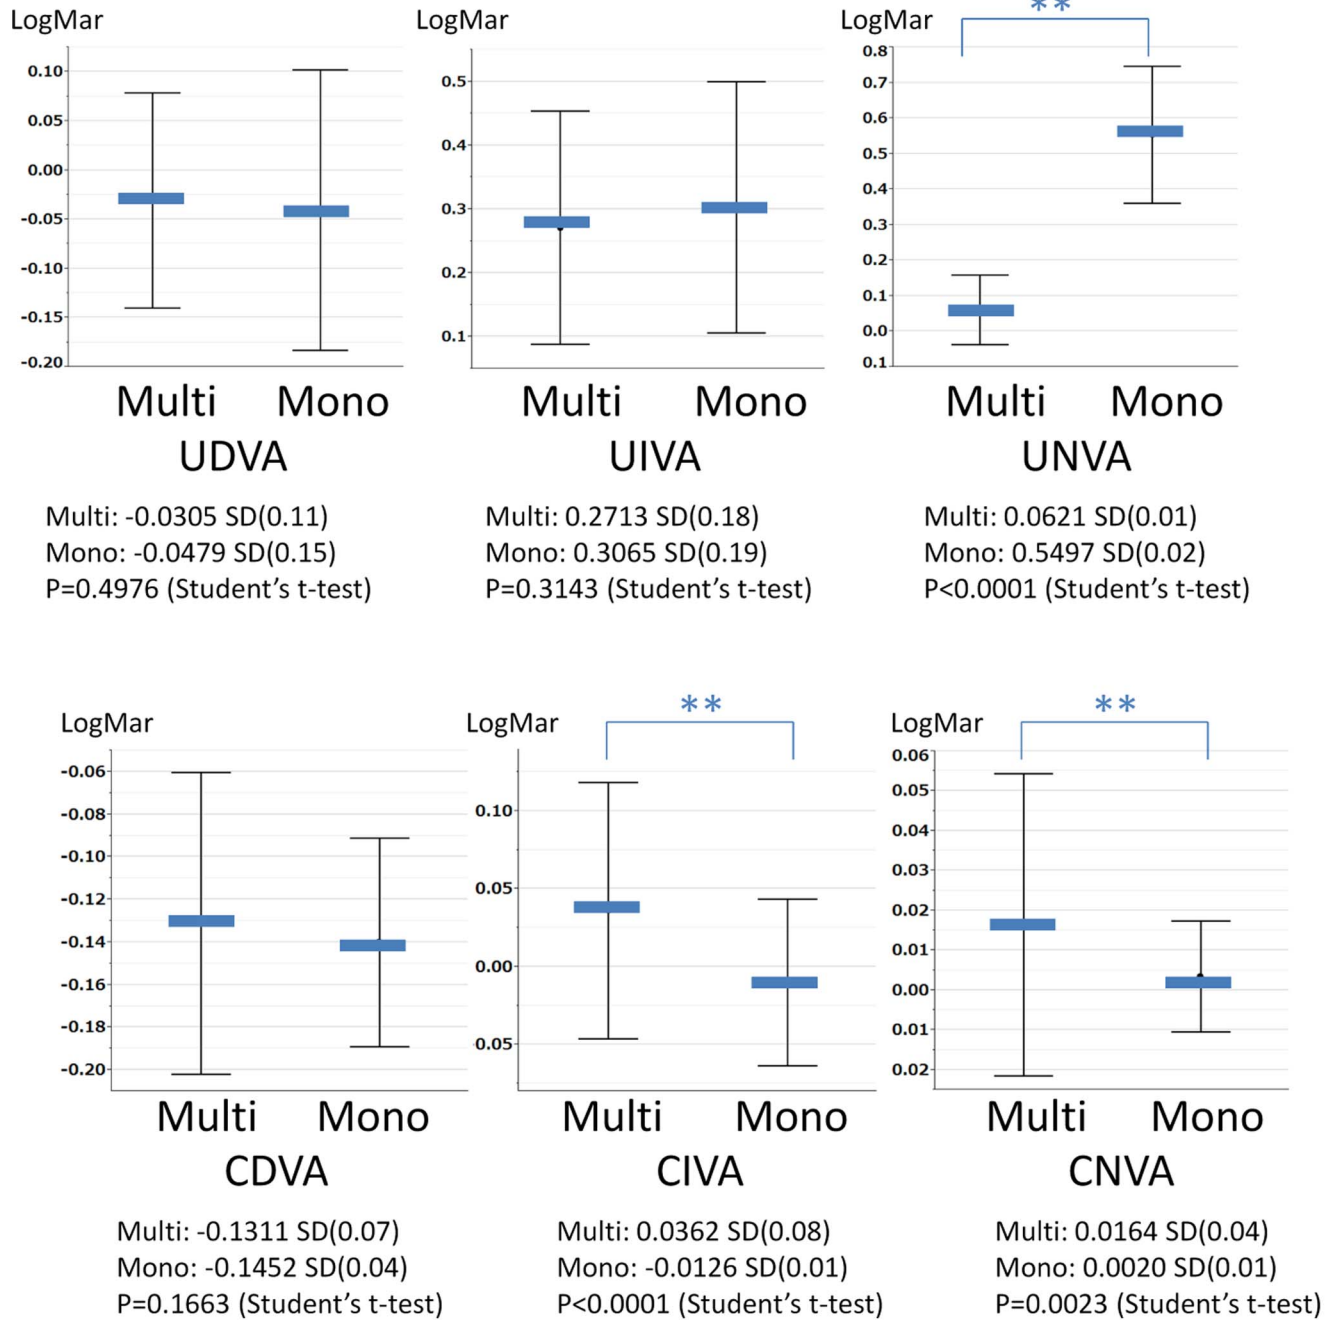 LogMar
0.10
0.05
0.00
-0.05
-0.10
-0.15
-0.20
Multi Mono
UDVA
Multi: -0.0305 SD(0.11)
Mono: -0.0479 SD(0.15)
P=0.4976 (Student’s t-test)
LogMar
0.5
0.4
0.3
0.2
0.1
Multi Mono
UIVA
Multi: 0.2713 SD(0.18)
Mono: 0.3065 SD(0.19)
P=0.3143 (Student’s t-test)
LogMar
**
0.8
0.7
0.6
0.5
0.4
0.3
0.2
0.1
0.0
0.1
Multi Mono
UNVA
Multi: 0.0621 SD(0.01)
Mono: 0.5497 SD(0.02)
P<0.0001 (Student’s t-test)
LogMar
-0.06
-0.08
-0.10
-0.12
-0.14
-0.16
-0.18
-0.20
Multi Mono
CDVA
Multi: -0.1311 SD(0.07)
Mono: -0.1452 SD(0.04)
P=0.1663 (Student’s t-test)
LogMar
**
0.10
0.05
0.00
-0.05
Multi Mono
CIVA
Multi: 0.0362 SD(0.08)
Mono: -0.0126 SD(0.01)
P<0.0001 (Student’s t-test)
LogMar
**
0.06
0.05
0.04
0.03
0.02
0.01
0.00
0.01
0.02
Multi Mono
CNVA
Multi: 0.0164 SD(0.04)
Mono: 0.0020 SD(0.01)
P=0.0023 (Student’s t-test)